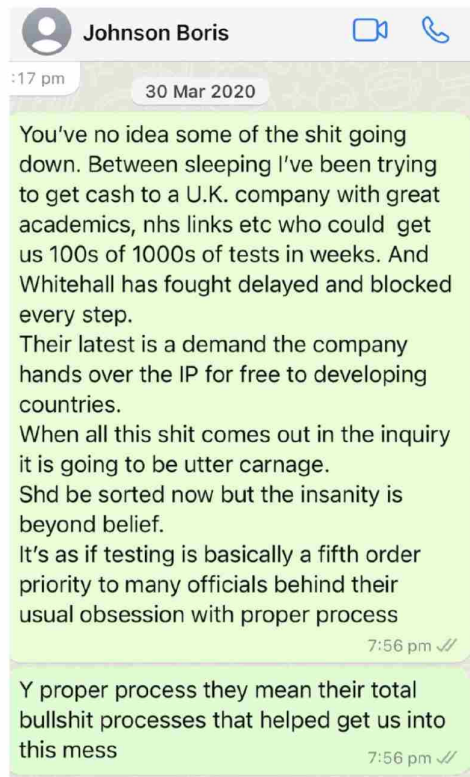 Johnson Boris
:17 pm
30 Mar 2020
You've no idea some of the shit going
down. Between sleeping I've been trying
to get cash to a U.K. company with great
academics, nhs links etc who could get
us 100s of 1000s of tests in weeks. And
Whitehall has fought delayed and blocked
every step.
Their latest is a demand the company
hands over the IP for free to developing
countries.
When all this shit comes out in the inquiry
it is going to be utter carnage.
Shd be sorted now but the insanity is
beyond belief.
It's as if testing is basically a fifth order
priority to many officials behind their
usual obsession with proper process
7:56 pm
Y proper process they mean their total
bullshit processes that helped get us into
this mess
7:56 pm